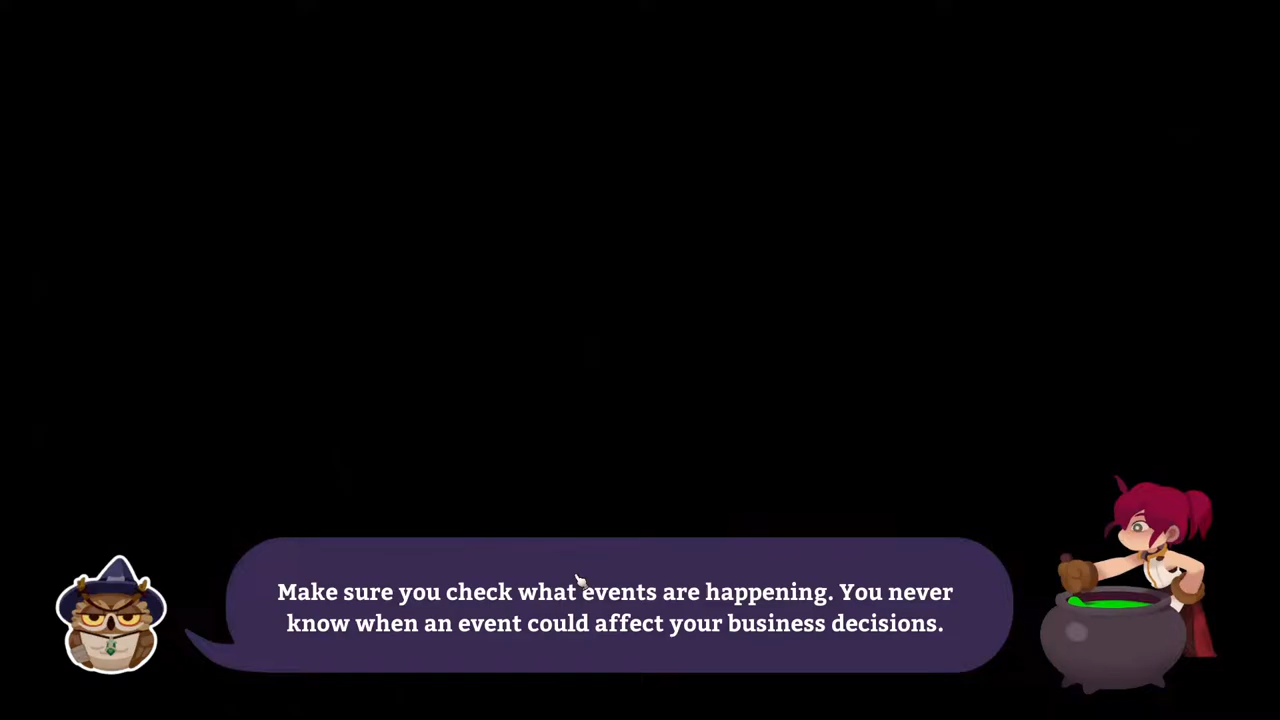 Make sure you check what events are happening. You never
know when an event could affect your business decisions.